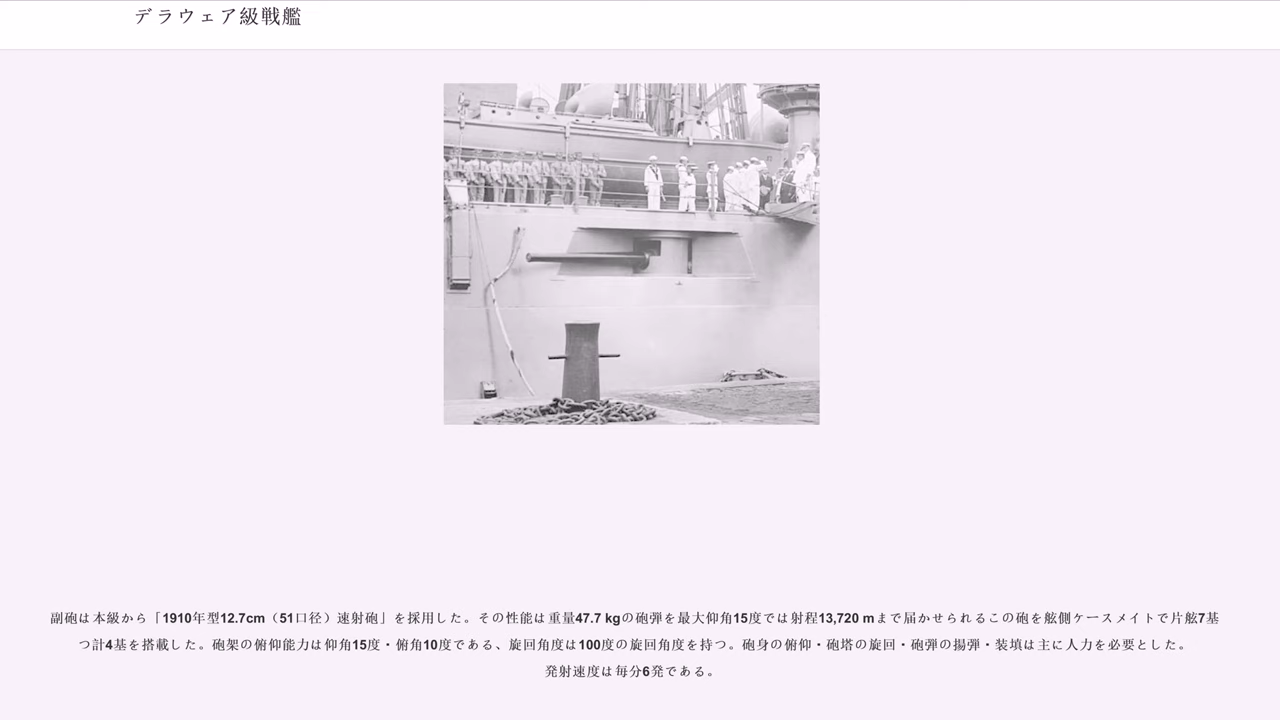 デラウェア級戦艦
副砲は本級から「1910年型12.7cm（51口径）速射砲」を採用した。その性能は重量47.7 kgの砲弾を最大仰角15度では射程13,720 mまで届かせられるこの砲を舷側ケースメイトで片舷7基
つ計4基を搭載した。砲架の俯仰能力は仰角15度・俯角10度である、旋回角度は100度の旋回角度を持つ。砲身の俯仰・砲塔の旋回・砲弾の揚弾・装填は主に人力を必要とした。
発射速度は毎分6発である。